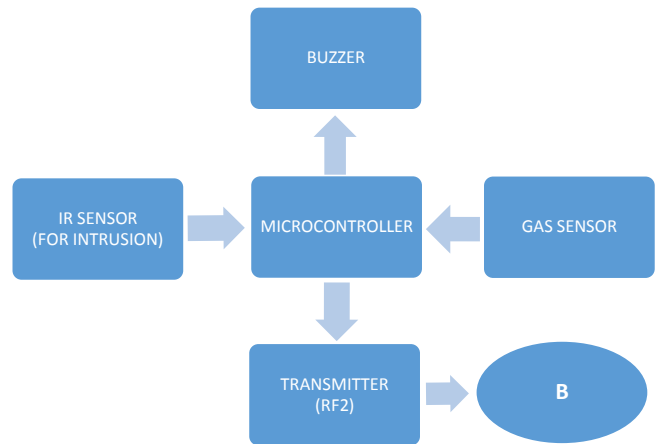 BUZZER
IR SENSOR
(FOR INTRUSION)
MICROCONTROLLER
GAS SENSOR
TRANSMITTER
(RF2)
B